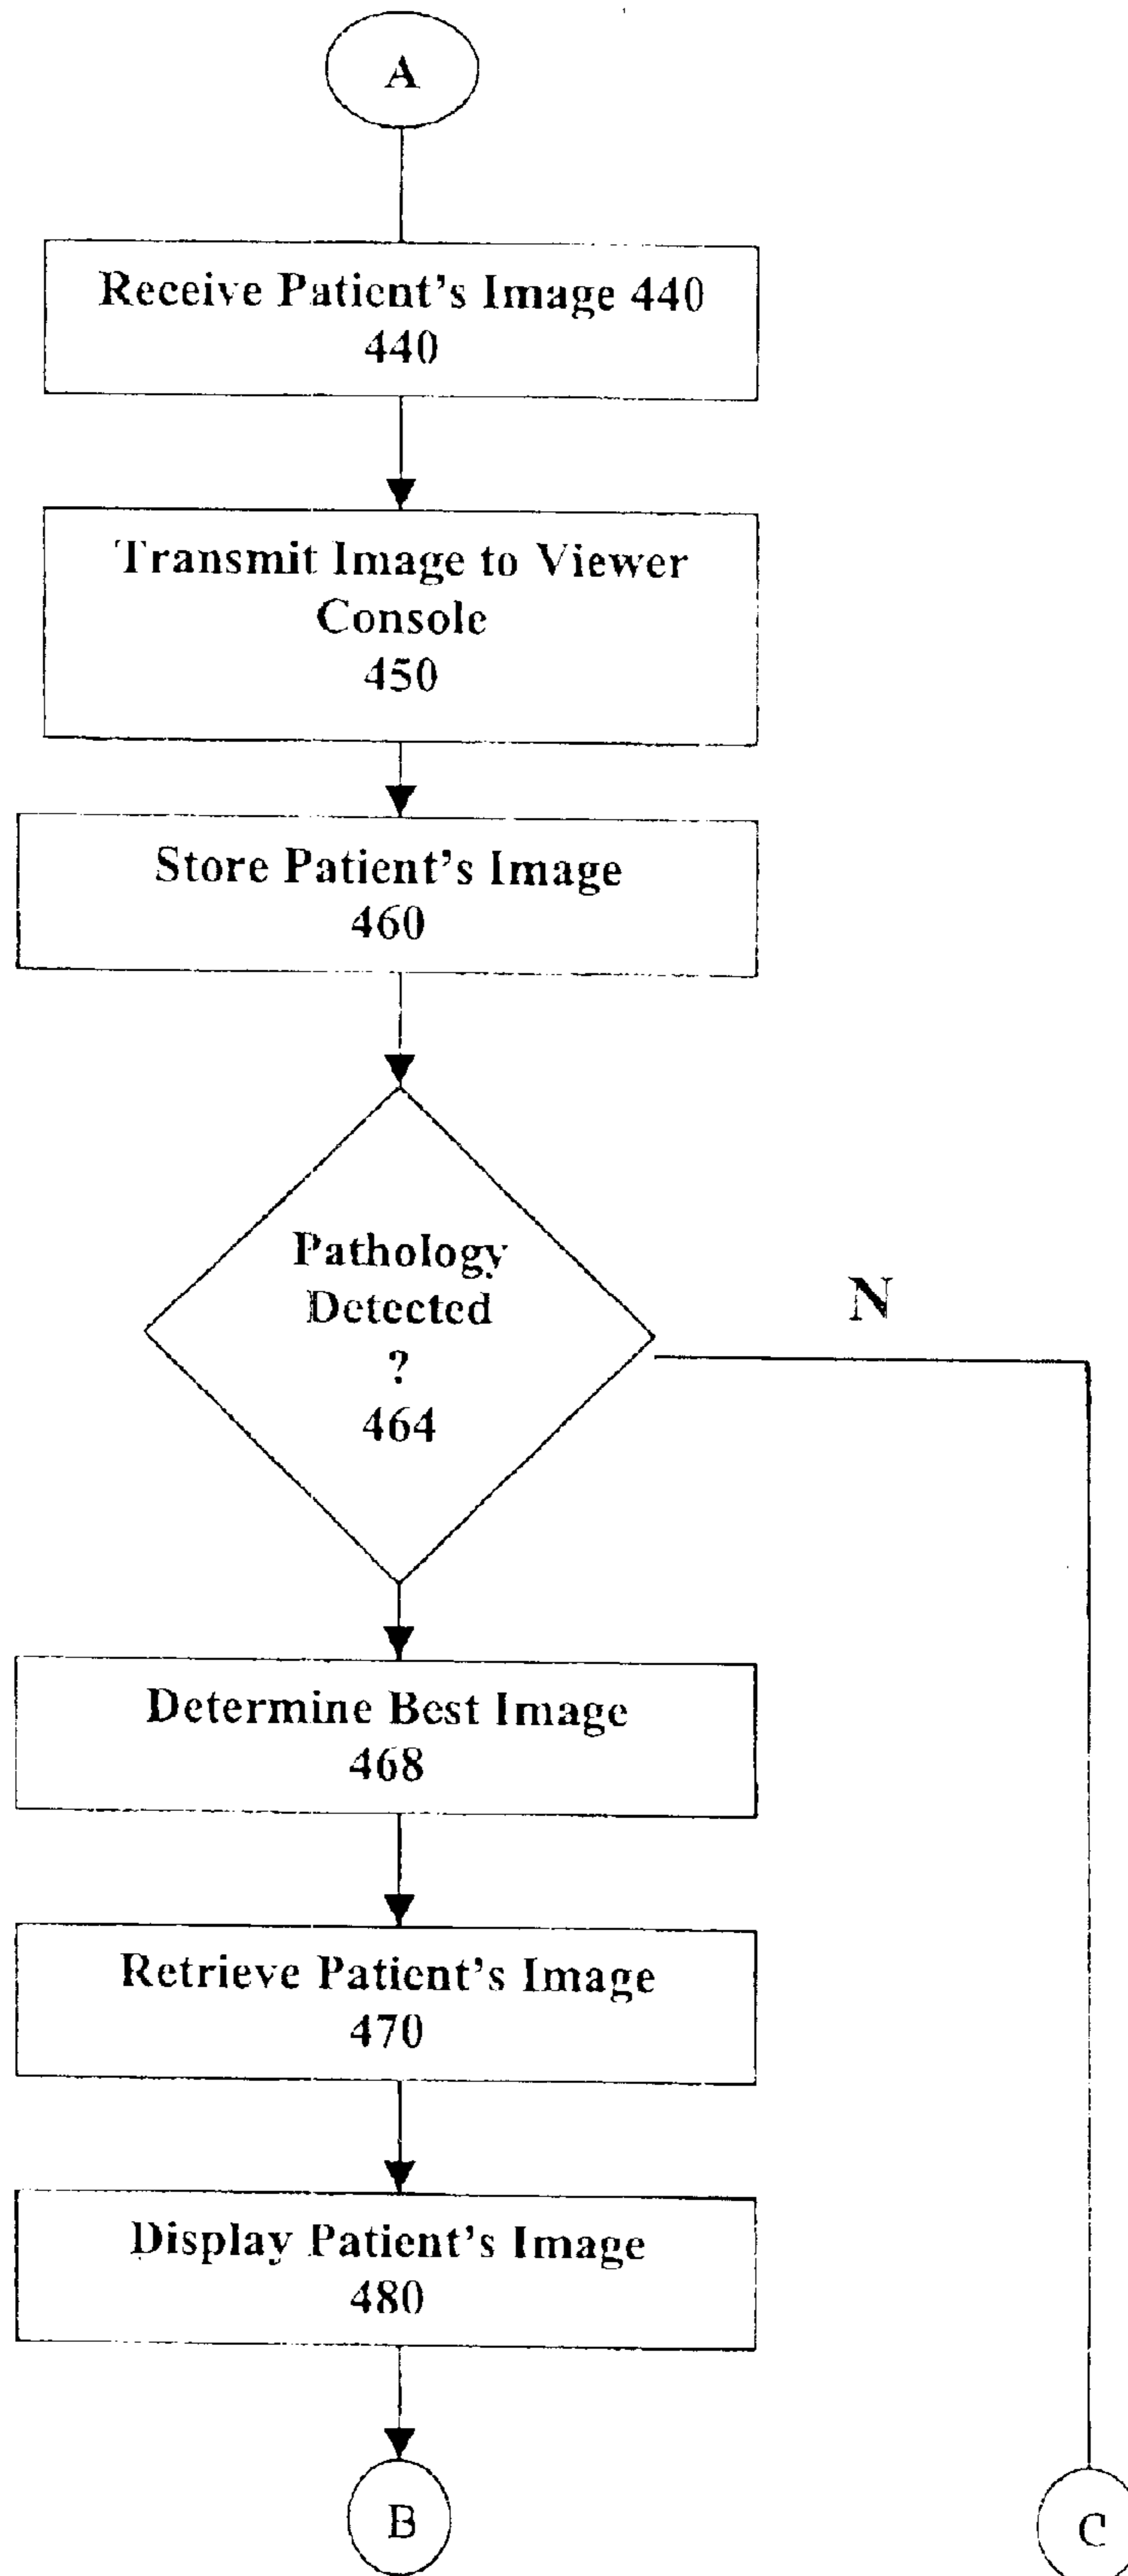 A
Receive Patient's Image 440
440
Transmit Image to Viewer
Console
450
Store Patient's Image
460
Pathology
Detected
?
464
N
Determine Best Image
468
Retrieve Patient's Image
470
Display Patient's Image
480
B
C